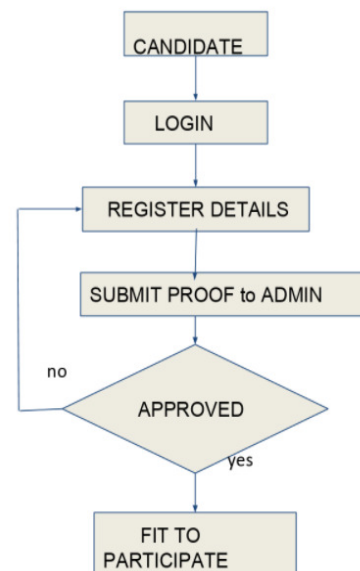 CANDIDATE
LOGIN
REGISTER DETAILS
SUBMIT PROOF to ADMIN
no
APPROVED
yes
FIT TO
PARTICIPATE